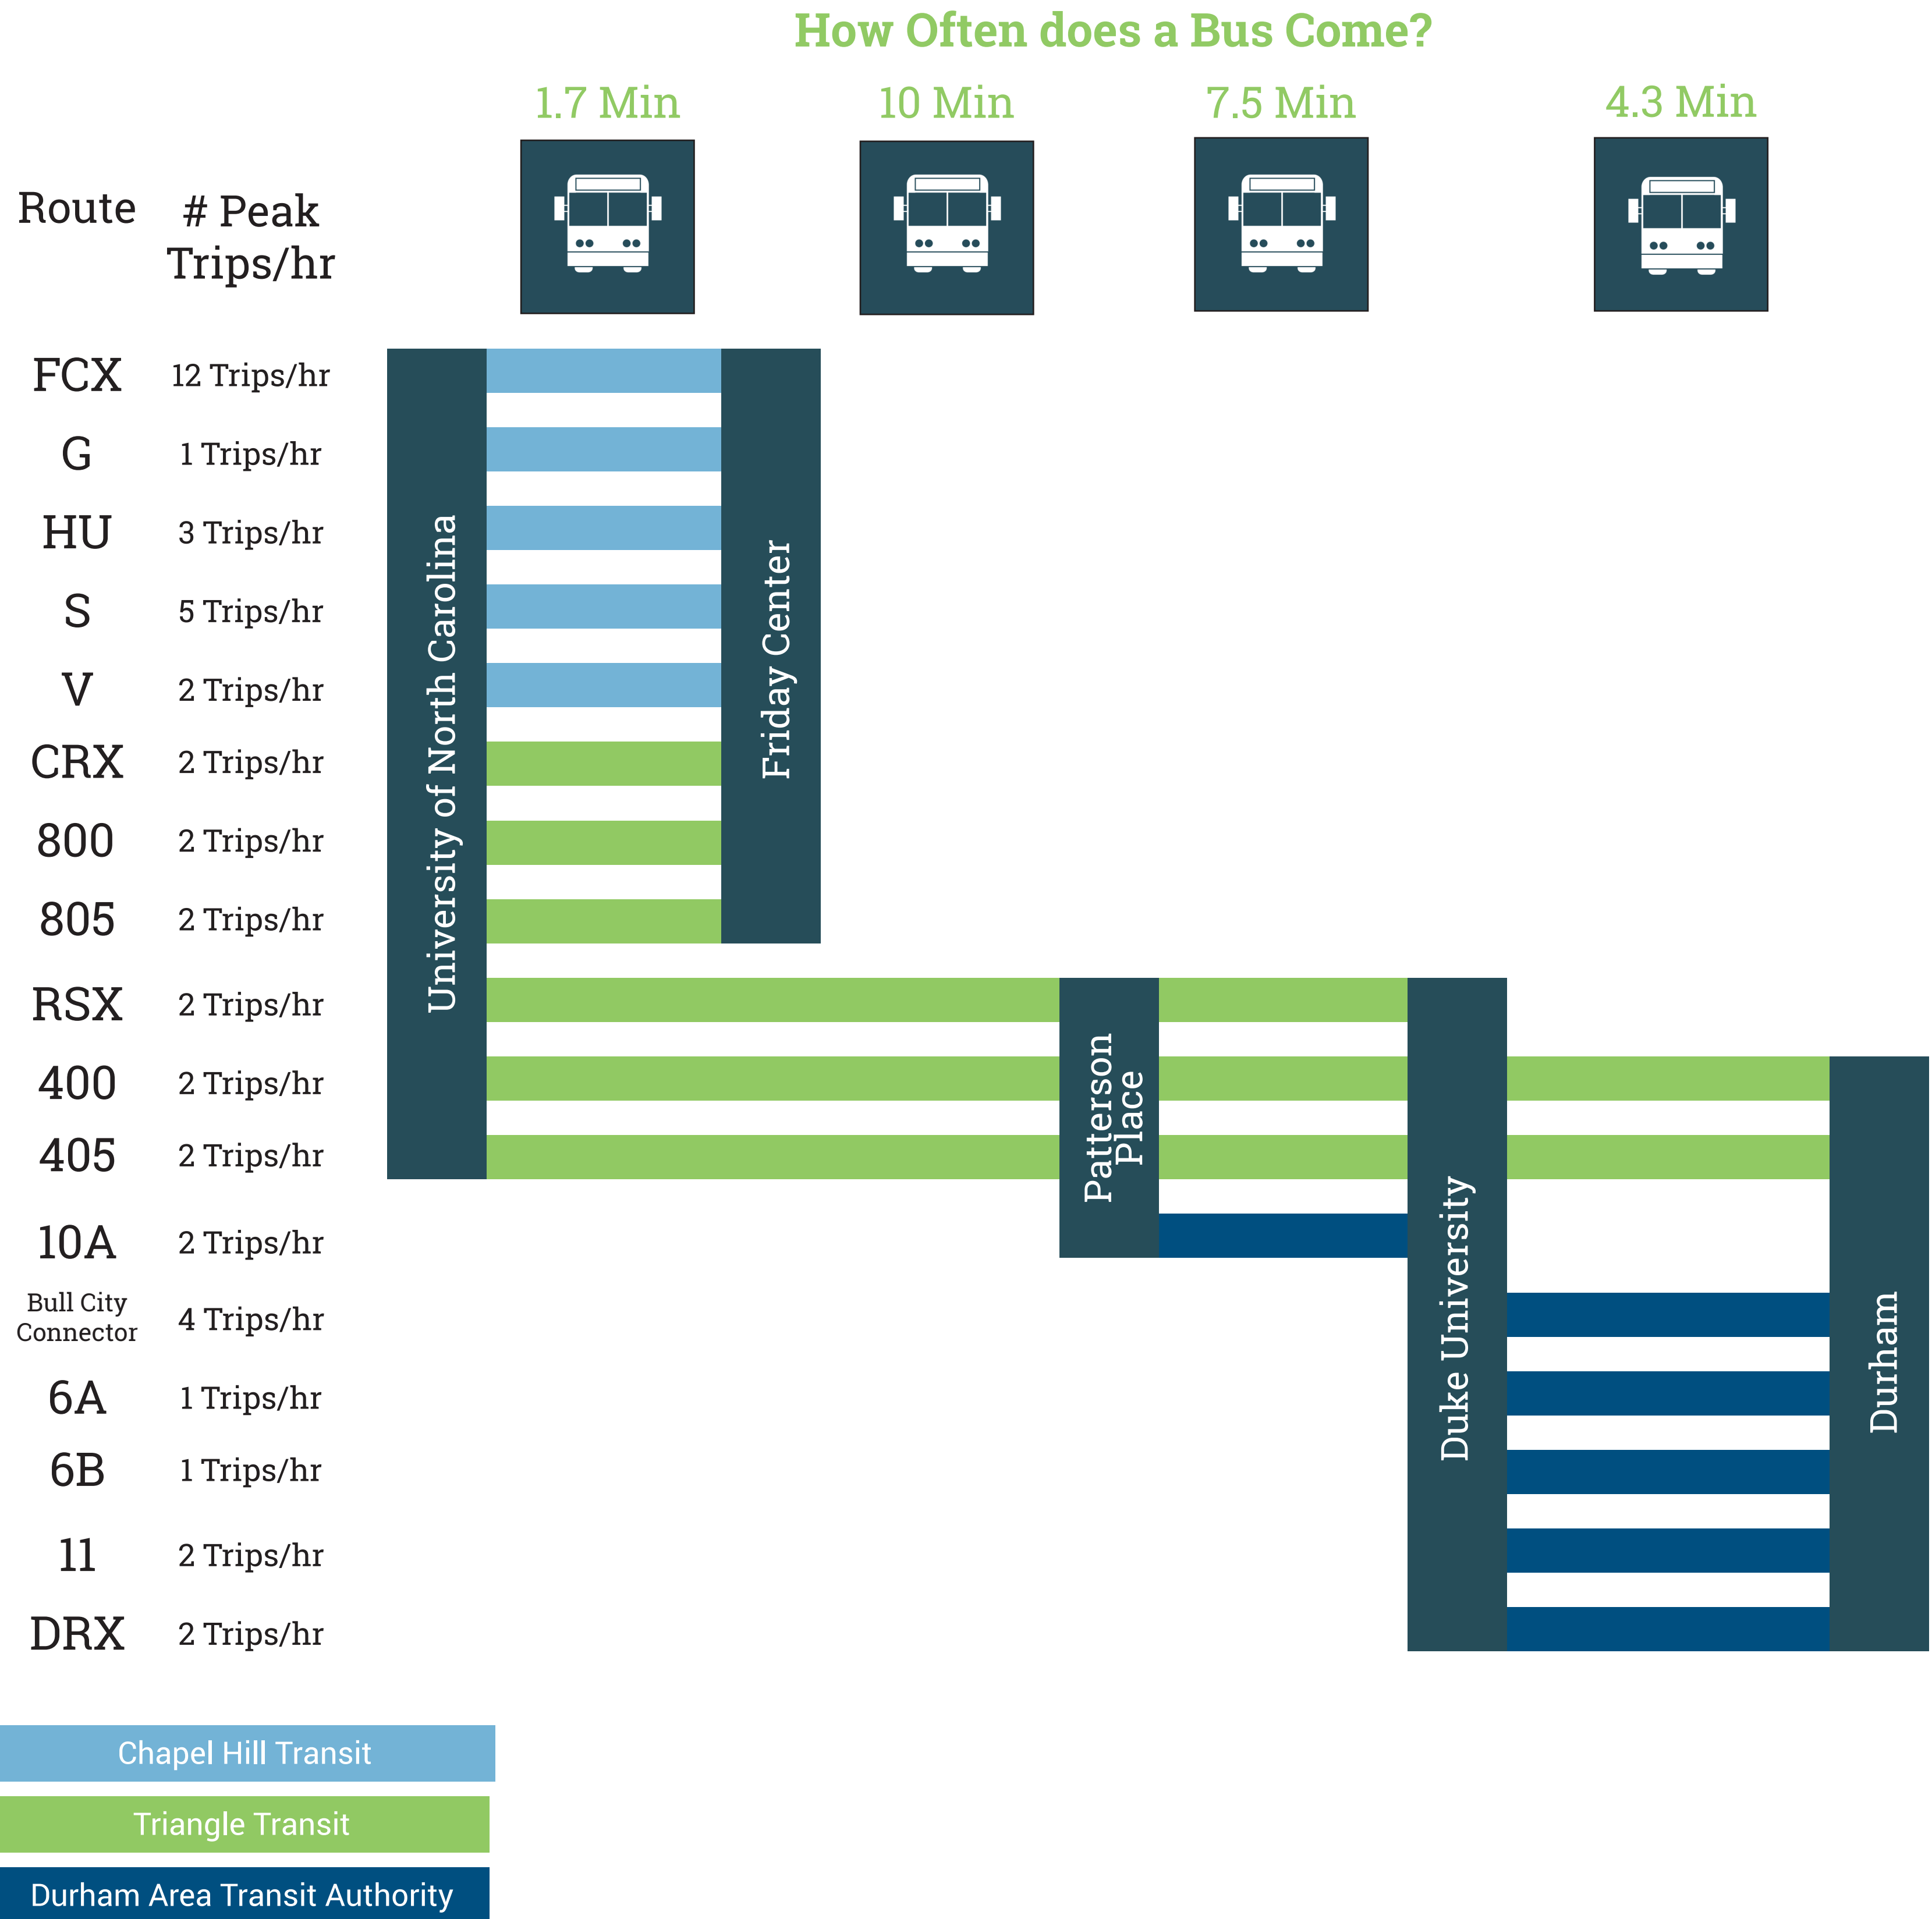 How Often does a Bus Come?
1.7 Min
10 Min
7.5 Min
4.3 Min
Route
# Peak
Trips/hr
FCX
12 Trips/hr
G
1 Trips/hr
HU
3 Trips/hr
S
5 Trips/hr
V
2 Trips/hr
CRX
2 Trips/hr
800
2 Trips/hr
805
2 Trips/hr
RSX
2 Trips/hr
400
2 Trips/hr
405
2 Trips/hr
10A
2 Trips/hr
Bull City
Connector
4 Trips/hr
6A
1 Trips/hr
6B
1 Trips/hr
11
2 Trips/hr
DRX
2 Trips/hr
University of North Carolina
Friday Center
Patterson
Place
Duke University
Durham
Chapel Hill Transit
Triangle Transit
Durham Area Transit Authority